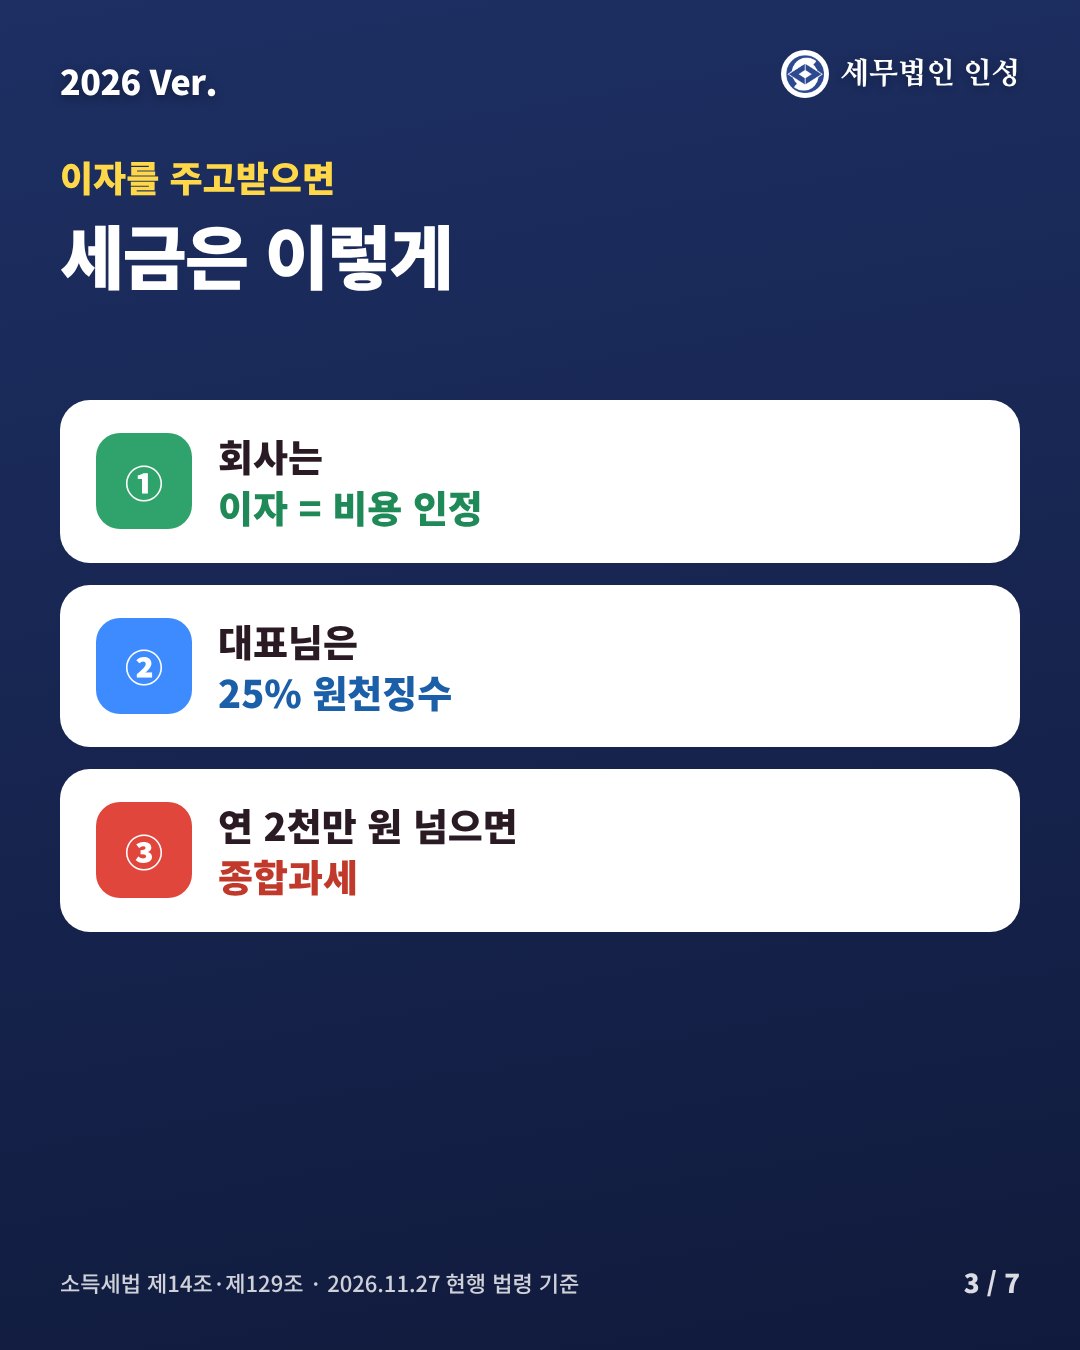 2026 Ver.
세무법인 인성
이자를 주고받으면
세금은 이렇게
①
회사는
이자 = 비용 인정
②
대표님은
25% 원천징수
③
연 2천만 원 넘으면
종합과세
소득세법 제14조·제129조 · 2026.11.27 현행 법령 기준
3 / 7